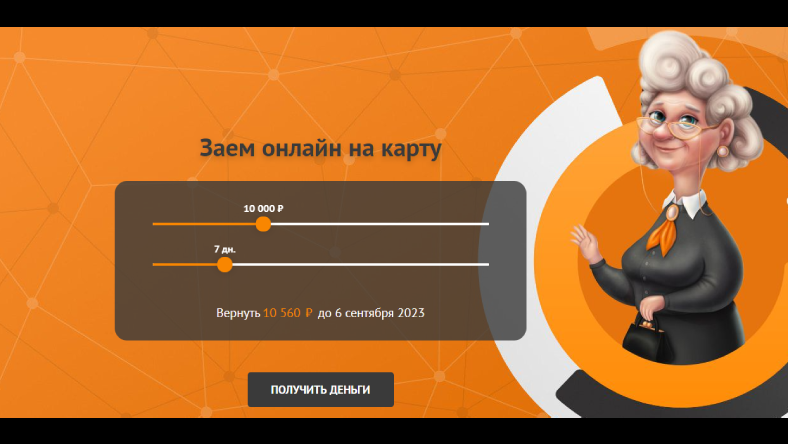 Заем онлайн на карту
10 000 ₽
7 дн.
Вернуть 10 560 ₽ до 6 сентября 2023
ПОЛУЧИТЬ ДЕНЬГИ